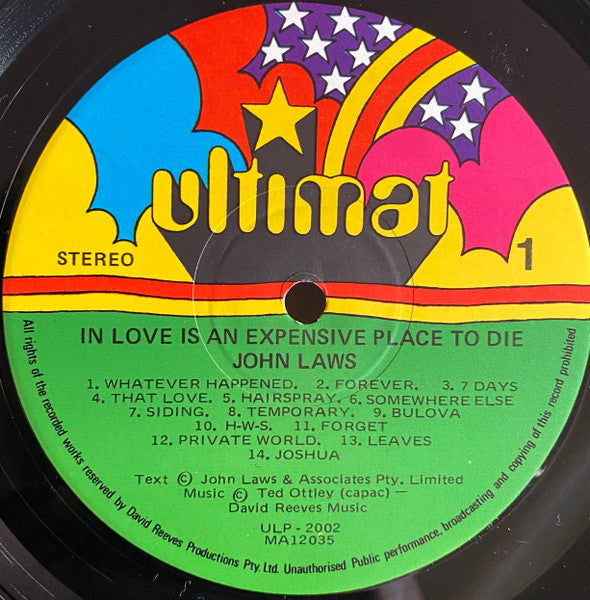 ultimat
STEREO
1
IN LOVE IS AN EXPENSIVE PLACE TO DIE
JOHN LAWS
1. WHATEVER HAPPENED. 2. FOREVER. 3. 7 DAYS
4. THAT LOVE. 5. HAIRSPRAY. 6. SOMEWHERE ELSE
7. SIDING. 8. TEMPORARY. 9. BULOVA
10. H-W-S. 11. FORGET
12. PRIVATE WORLD. 13. LEAVES
14. JOSHUA
Text © John Laws & Associates Pty. Limited
Music © Ted Ottley (capac) —
David Reeves Music
ULP - 2002
MA12035
All rights of the recorded works reserved by David Reeves Productions Pty. Ltd. Unauthorised Public performance, broadcasting and copying of this record prohibited